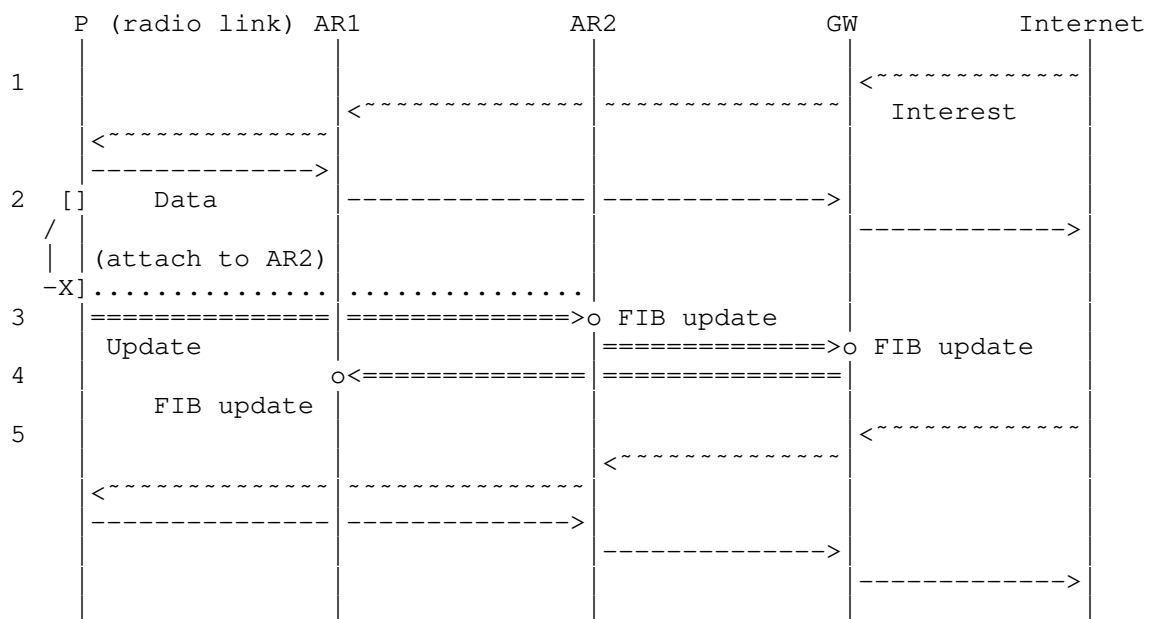 P (radio link) AR1 AR2 GW Internet
1 <~~~~~~~~~~~~~
<~~~~~~~~~~~~~~ ~~~~~~~~~~~~~~~ Interest
<~~~~~~~~~~~~~~
-------------->
2 [] Data --------------- -------------->
/ ------------->
| (attach to AR2)
-X] ............... ...............
3 =============== ==============>o FIB update
Update ==============>o FIB update
4 o<============== ===============
FIB update
5 <~~~~~~~~~~~~~
<~~~~~~~~~~~~~~
<~~~~~~~~~~~~~~ ~~~~~~~~~~~~~~~
--------------- -------------->
-------------->
------------->